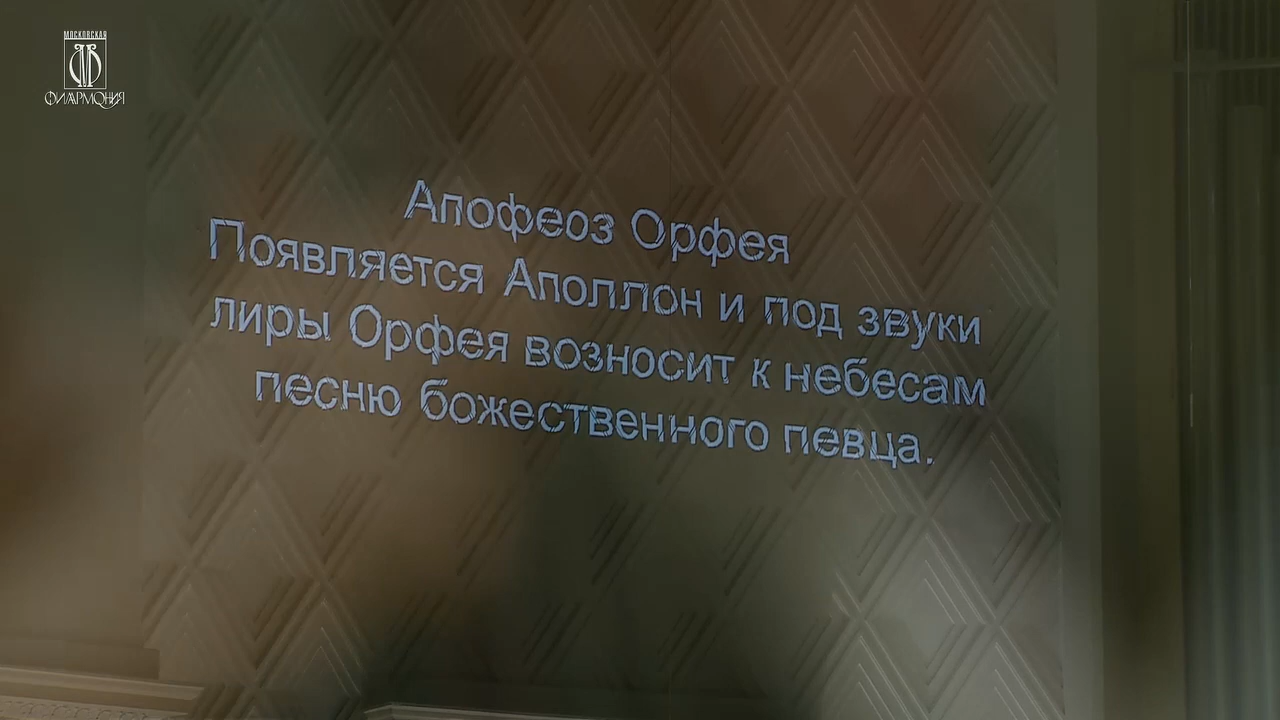 МОСКОВСКАЯ
ФИЛАРМОНИЯ
Апофеоз Орфея
Появляется Аполлон и под звуки
лиры Орфея возносит к небесам
песню божественного певца.